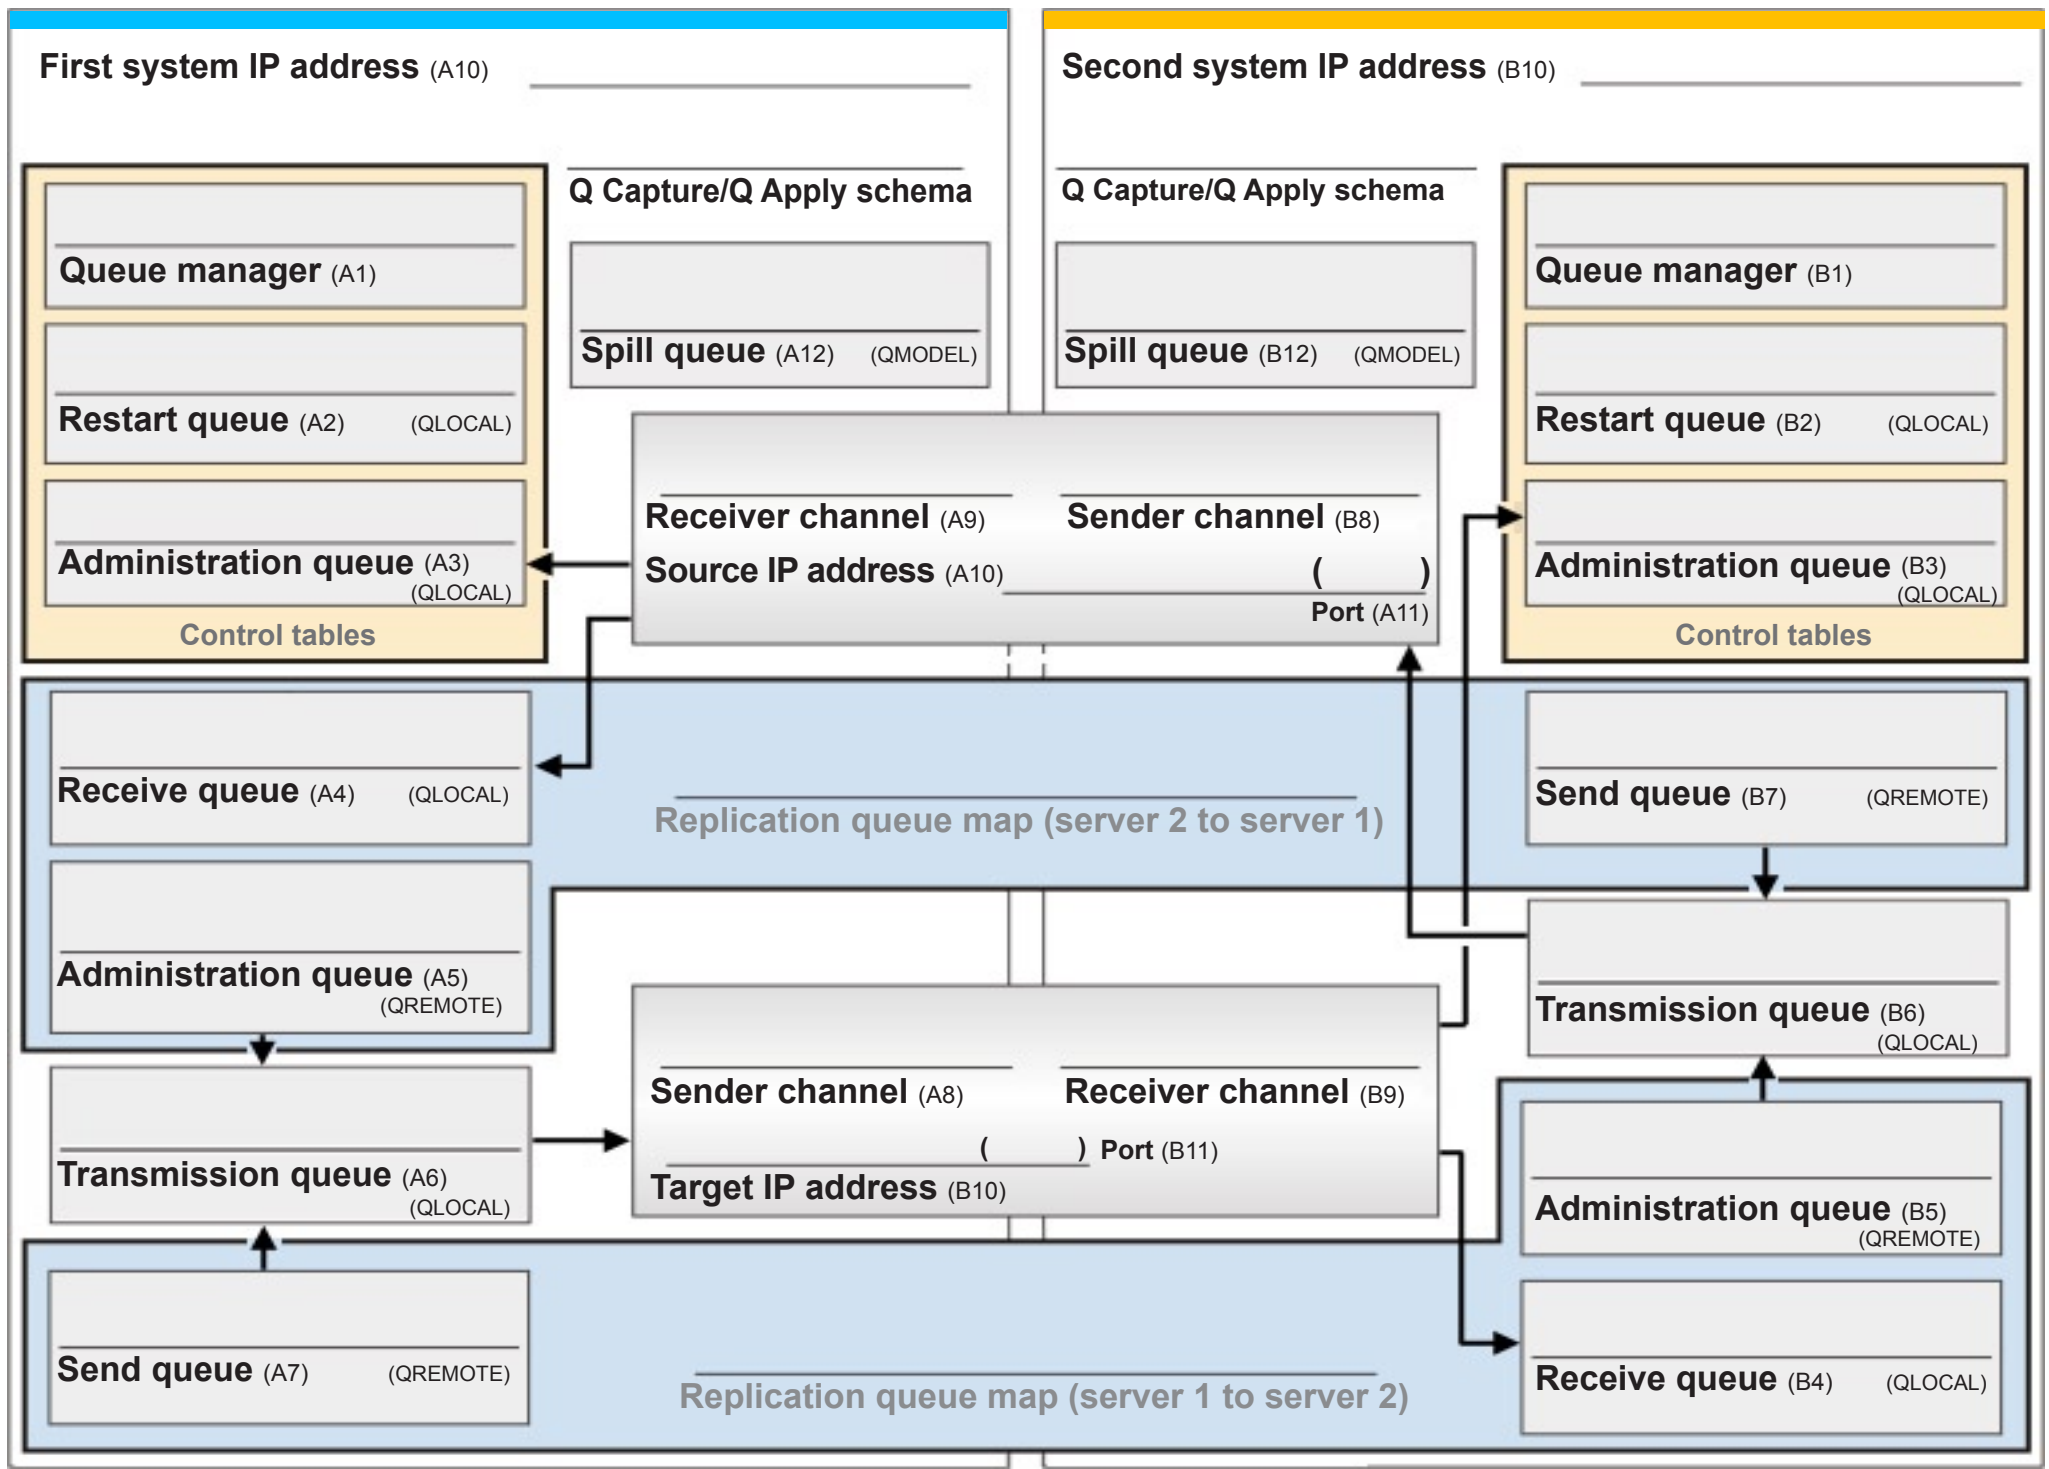 First system IP address (A10)
Second system IP address (B10)
Q Capture/Q Apply schema
Q Capture/Q Apply schema
Queue manager (A1)
Spill queue (A12) (QMODEL)
Spill queue (B12) (QMODEL)
Queue manager (B1)
Restart queue (A2) (QLOCAL)
Restart queue (B2) (QLOCAL)
Administration queue (A3)
(QLOCAL)
Control tables
Receiver channel (A9)
Sender channel (B8)
Source IP address (A10) ( )
Port (A11)
Administration queue (B3)
(QLOCAL)
Control tables
Receive queue (A4) (QLOCAL)
Replication queue map (server 2 to server 1)
Send queue (B7) (QREMOTE)
Administration queue (A5)
(QREMOTE)
Transmission queue (B6)
(QLOCAL)
Sender channel (A8)
Receiver channel (B9)
( ) Port (B11)
Target IP address (B10)
Transmission queue (A6)
(QLOCAL)
Administration queue (B5)
(QREMOTE)
Send queue (A7) (QREMOTE)
Replication queue map (server 1 to server 2)
Receive queue (B4) (QLOCAL)